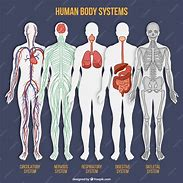 HUMAN BODY SYSTEMS
CIRCULATORY SYSTEM
NERVOUS SYSTEM
RESPIRATORY SYSTEM
DIGESTIVE SYSTEM
SKELETAL SYSTEM